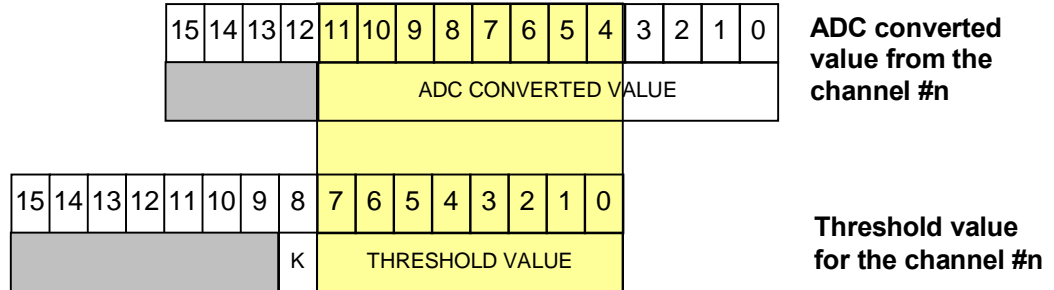 15 14 13 12 11 10 9 8 7 6 5 4 3 2 1 0
ADC CONVERTED VALUE
ADC converted
value from the
channel #n
15 14 13 12 11 10 9 8 7 6 5 4 3 2 1 0
K THRESHOLD VALUE
Threshold value
for the channel #n